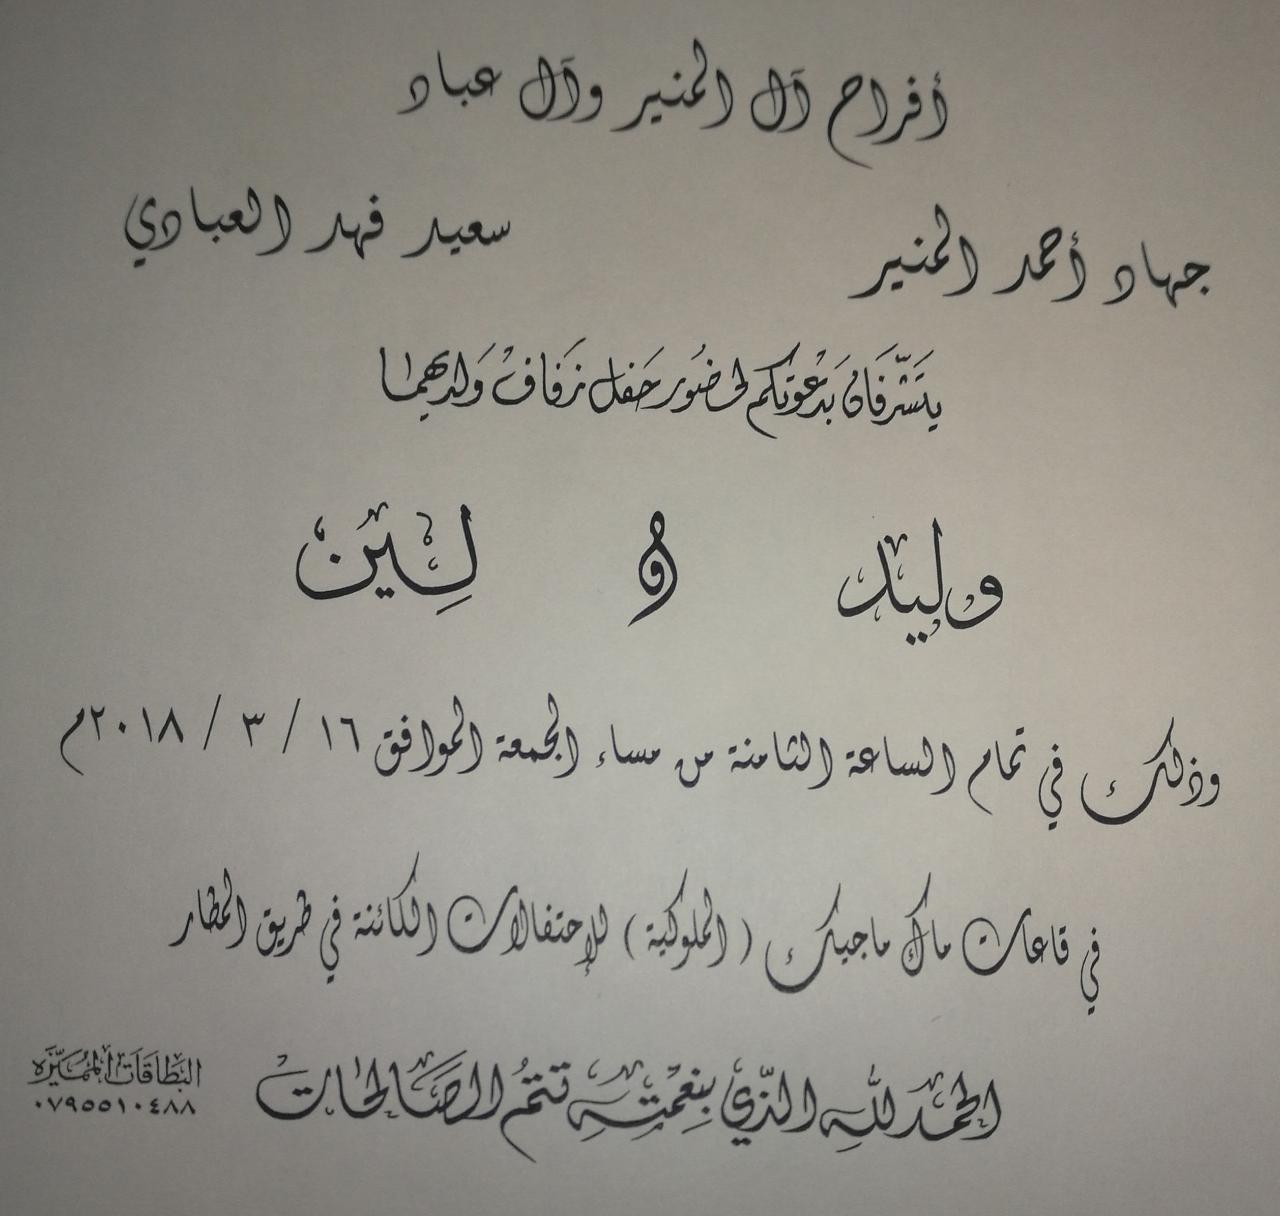 أفراح آل المنير وآل عباد
جهاد أحمد المنير
سعيد فهد العبادي
يتشرفان بدعوتكم لحضور حفل زفاف ولديهما
وليد و لين
وذلك في تمام الساعة الثامنة من مساء الجمعة الموافق ١٦ / ٣ / ٢٠١٨م
في قاعات ماك ماجيك ( الملوكية ) للإحتفالات الكائنة في طريق المطار
الحمد لله الذي بنعمته تتم الصالحات
البطاقات المميزه
٠٧٩٥٥١٠٤٨٨